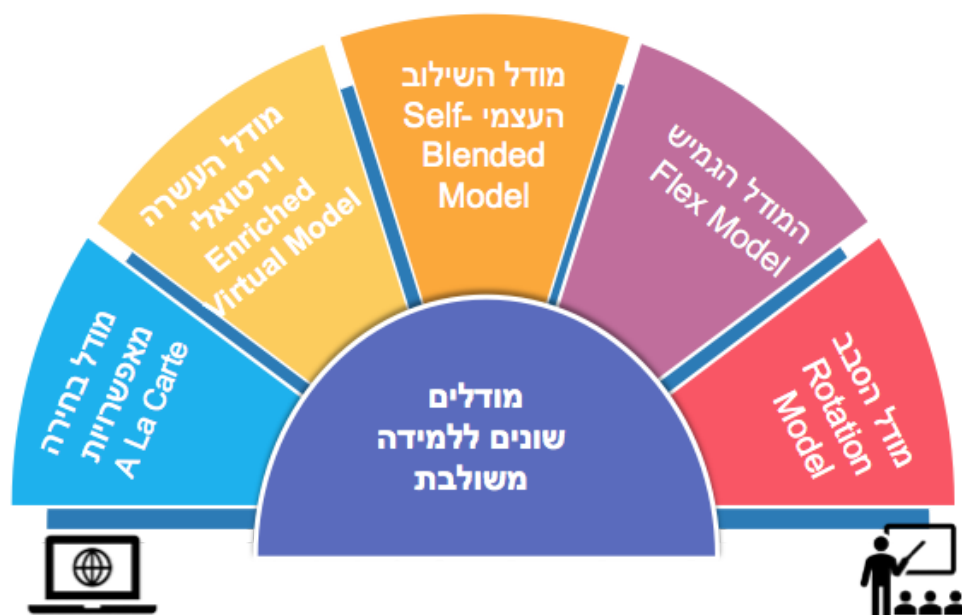 מודלים
שונים ללמידה
משולבת
מודל הסבב
Rotation
Model
המודל הגמיש
Flex Model
מודל השילוב
העצמי Self-
Blended
Model
מודל העשרה
וירטואלי
Enriched
Virtual Model
מודל בחירה
מאפשרויות
A La Carte